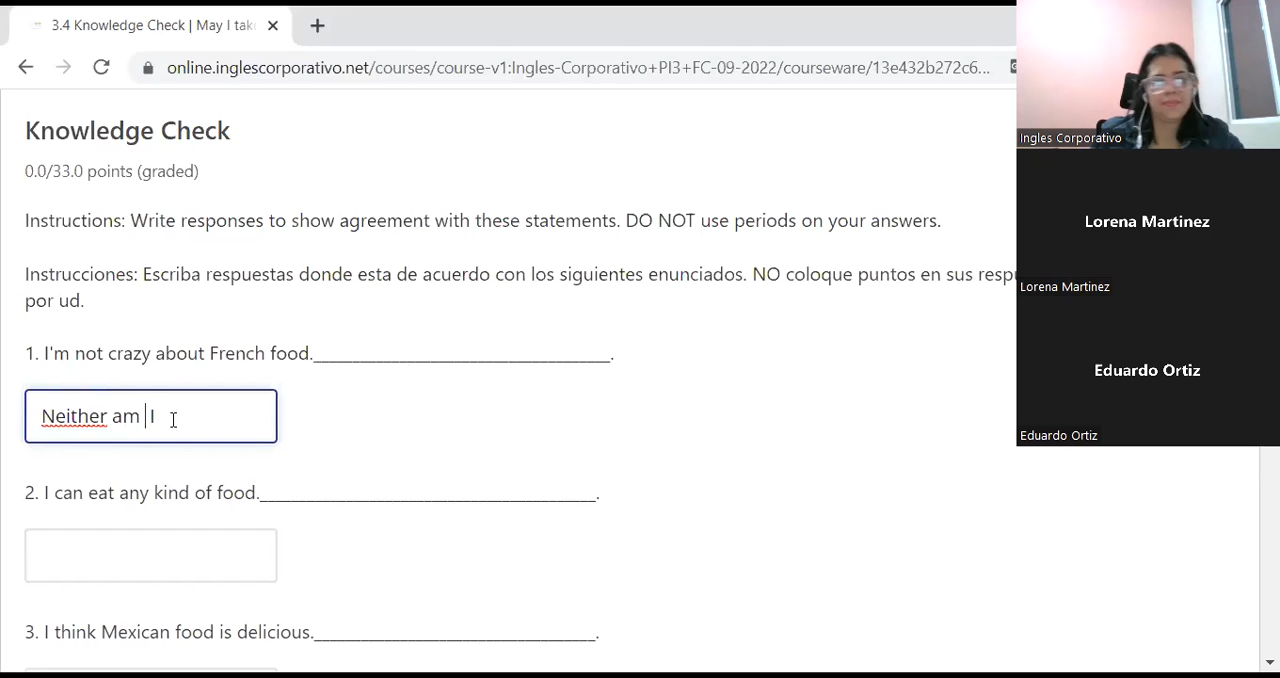 3.4 Knowledge Check | May I tak
online.inglescorporativo.net/courses/course-v1:Ingles-Corporativo+PI3+FC-09-2022/courseware/13e432b272c6...
Knowledge Check
0.0/33.0 points (graded)
Instructions: Write responses to show agreement with these statements. DO NOT use periods on your answers.
Instrucciones: Escriba respuestas donde esta de acuerdo con los siguientes enunciados. NO coloque puntos en sus resp
por ud.
1. I'm not crazy about French food.________________________________.
Neither am I
2. I can eat any kind of food.____________________________________.
3. I think Mexican food is delicious.______________________________.
Ingles Corporativo
Lorena Martinez
Lorena Martinez
Eduardo Ortiz
Eduardo Ortiz